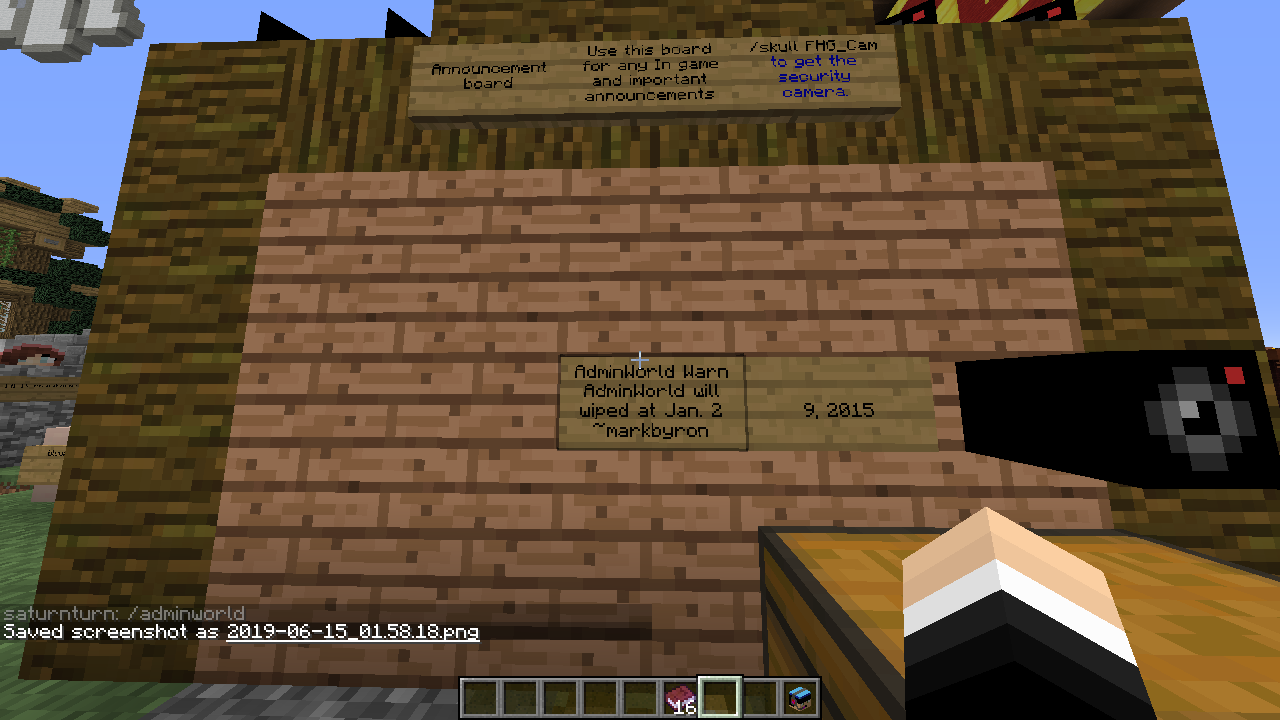 Announcement
board
Use this board
for any In game
and important
announcements
/skull FHG_Cam
to get the
security
camera.
AdminWorld Warn
AdminWorld will
wiped at Jan. 2
~markbyron
9, 2015
saturnturn: /adminworld
Saved screenshot as 2019-06-15_01.58.18.png
16